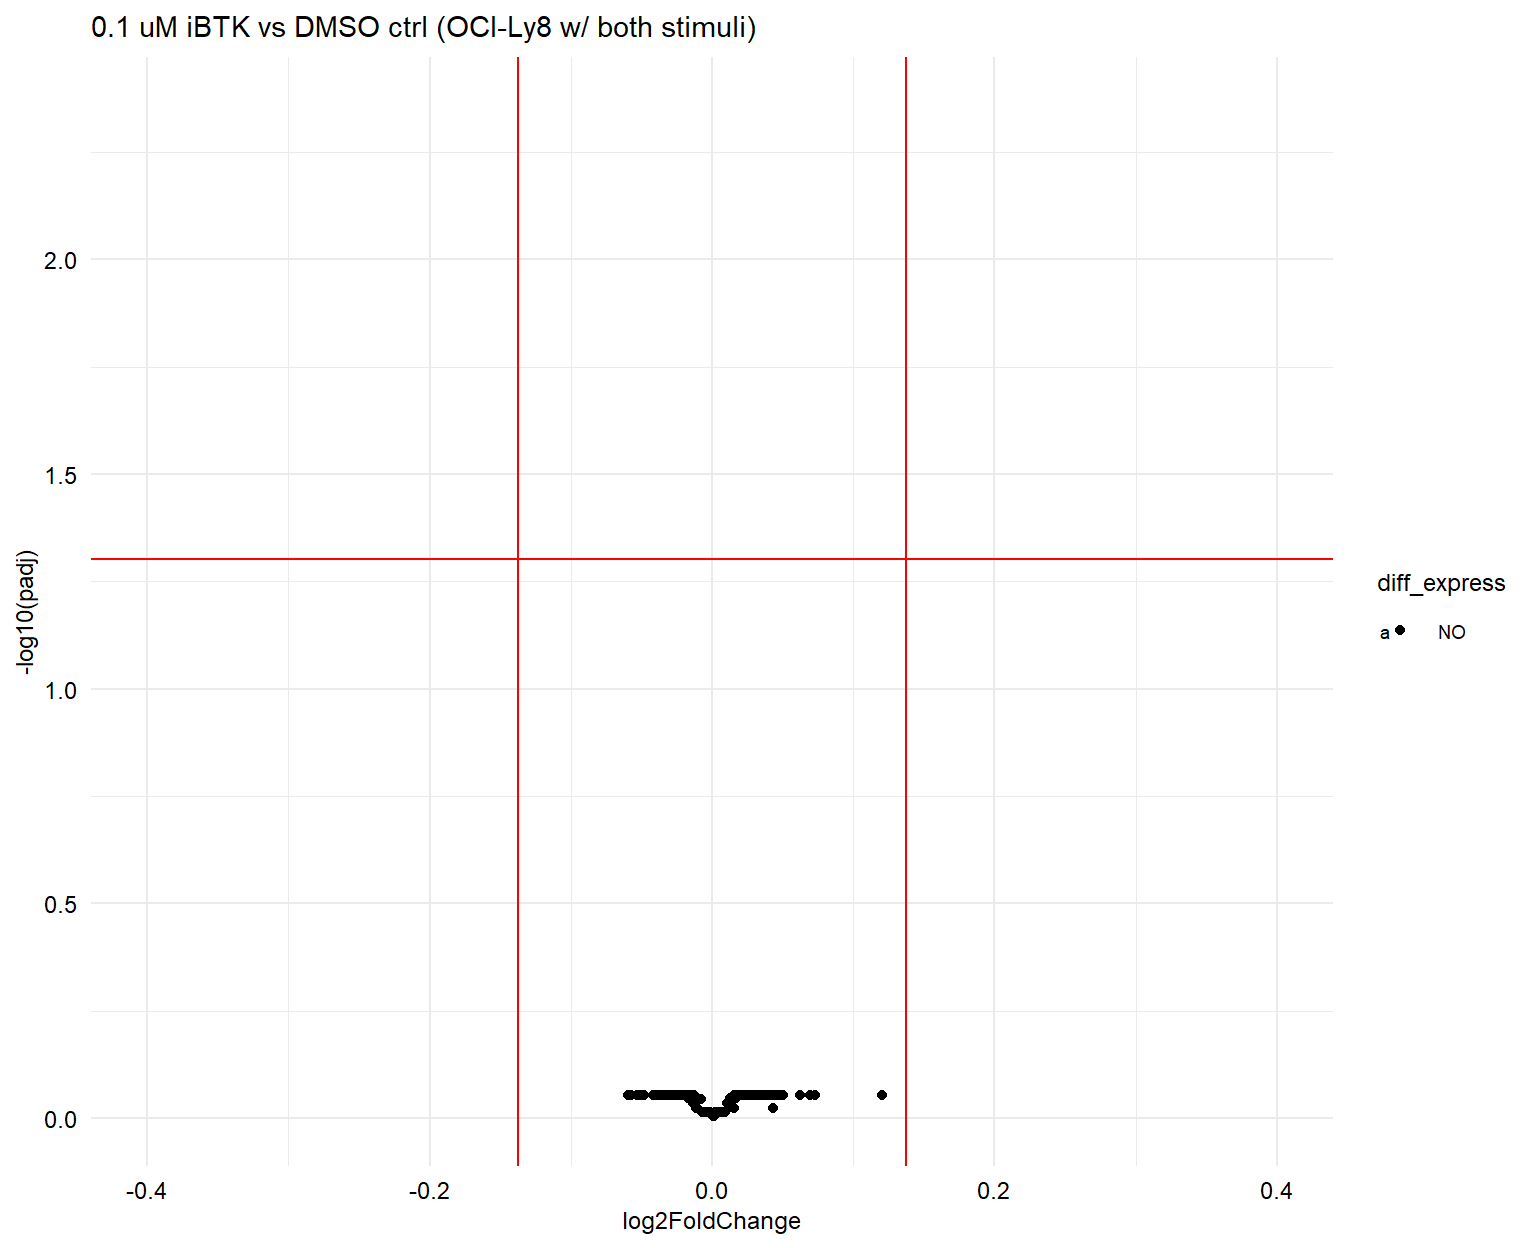 0.1 uM iBTK vs DMSO ctrl (OCI-Ly8 w/ both stimuli)
2.0
1.5
1.0
0.5
0.0
-log10(padj)
-0.4
-0.2
0.0
0.2
0.4
log2FoldChange
diff_express
a NO